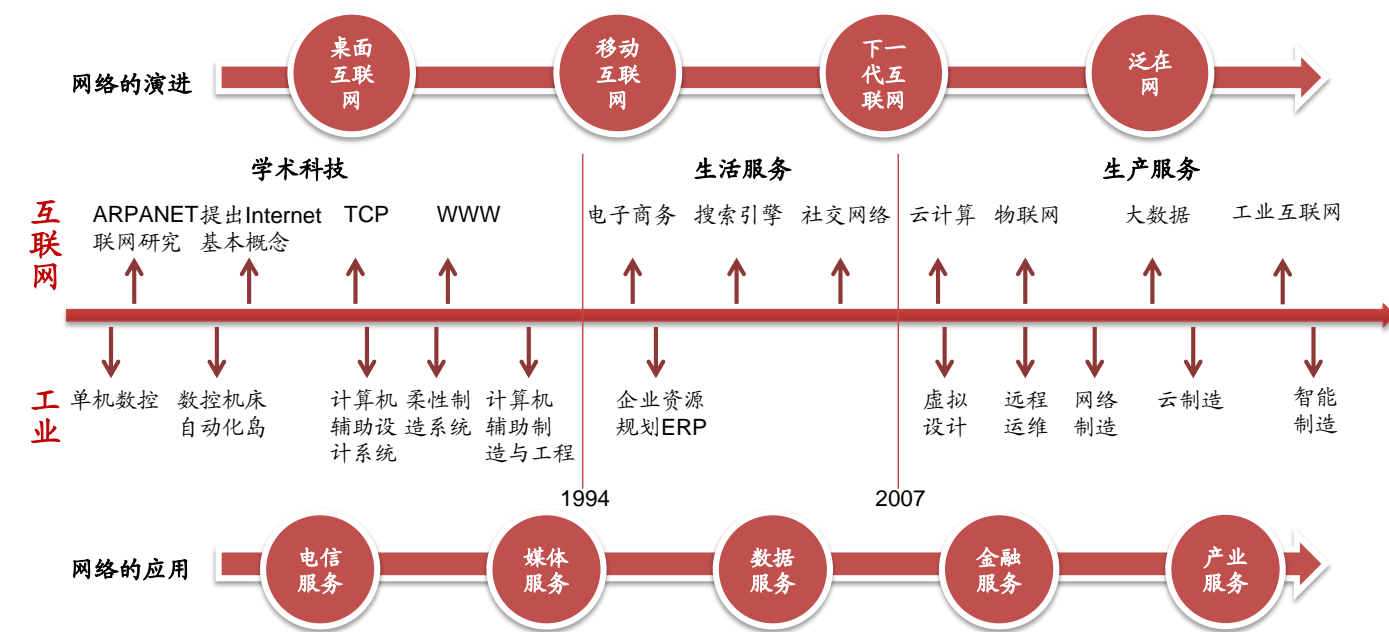 桌面
互联
网
移动
互联
网
下一
代互
联网
泛在
网
网络的演进
学术科技
生活服务
生产服务
互
联
网
ARPANET
联网研究
提出Internet
基本概念
TCP
WWW
电子商务
搜索引擎
社交网络
云计算
物联网
大数据
工业互联网
工
业
单机数控
数控机床
自动化岛
计算机
辅助设
计系统
柔性制
造系统
计算机
辅助制
造与工程
企业资源
规划ERP
虚拟
设计
远程
运维
网络
制造
云制造
智能
制造
1994
2007
网络的应用
电信
服务
媒体
服务
数据
服务
金融
服务
产业
服务